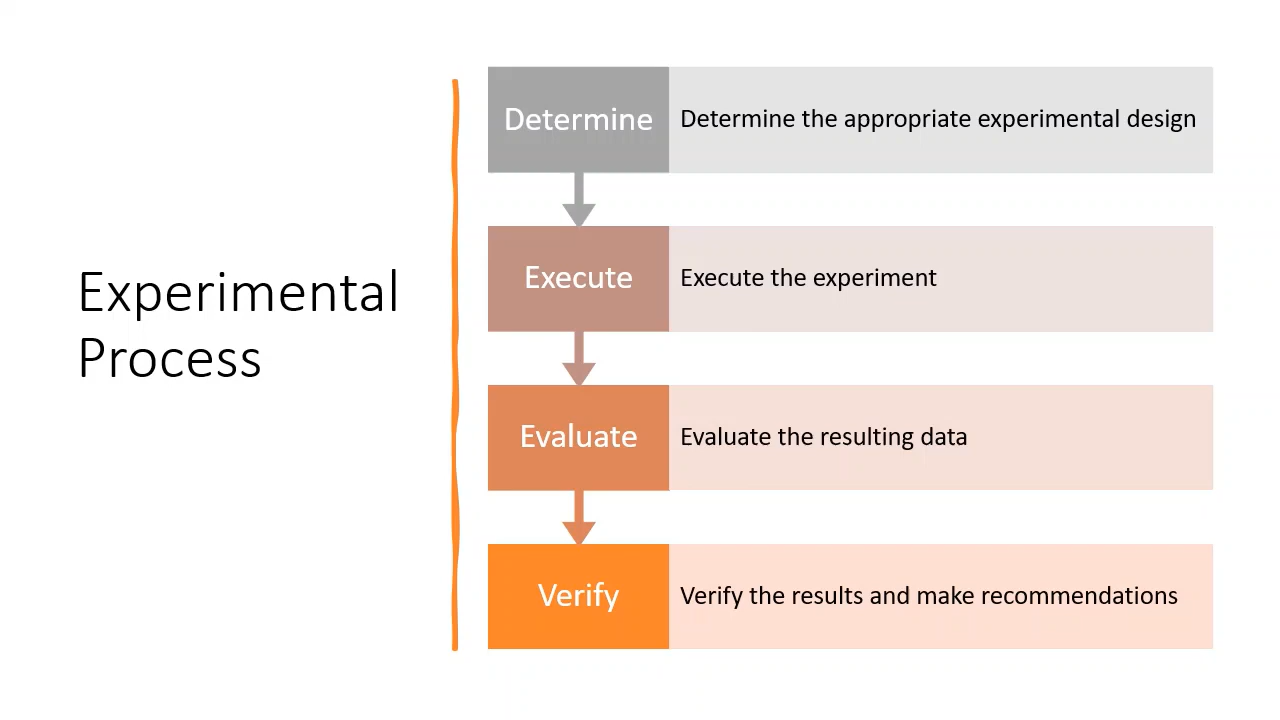 Experimental
Process
Determine
Determine the appropriate experimental design
Execute
Execute the experiment
Evaluate
Evaluate the resulting data
Verify
Verify the results and make recommendations